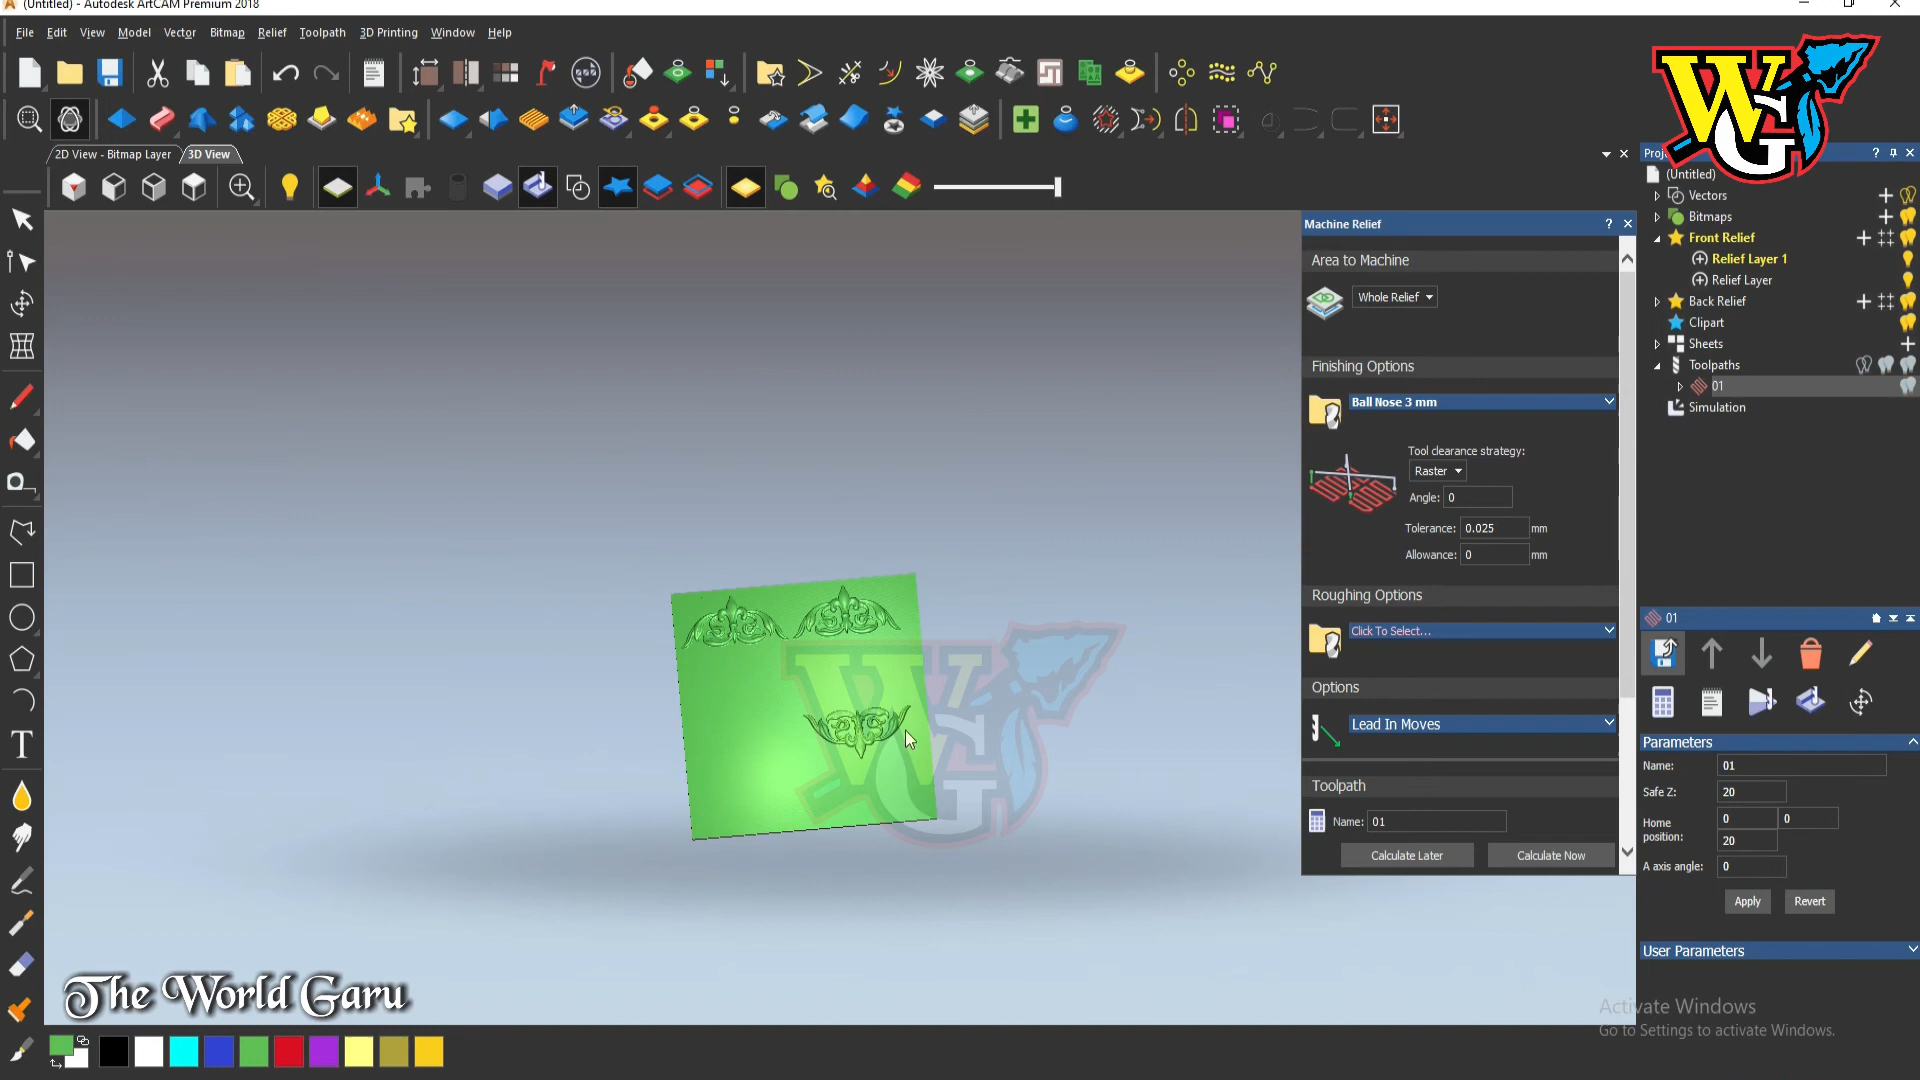 (Untitled) - Autodesk ArtCAM Premium 2018
File Edit View Model Vector Bitmap Relief Toolpath 3D Printing Window Help
2D View - Bitmap Layer 3D View
WG
Machine Relief
Area to Machine
Whole Relief
Finishing Options
Ball Nose 3 mm
Tool clearance strategy:
Raster
Angle: 0
Tolerance: 0.025 mm
Allowance: 0 mm
Roughing Options
Click To Select...
Options
Lead In Moves
Toolpath
Name: 01
Calculate Later Calculate Now
Proj
(Untitled)
Vectors
Bitmaps
Front Relief
Relief Layer 1
Relief Layer
Back Relief
Clipart
Sheets
Toolpaths
01
Simulation
01
Parameters
Name: 01
Safe Z: 20
Home position: 0 0
20
A axis angle: 0
Apply Revert
User Parameters
WG
The World Garu
Activate Windows
Go to Settings to activate Windows.